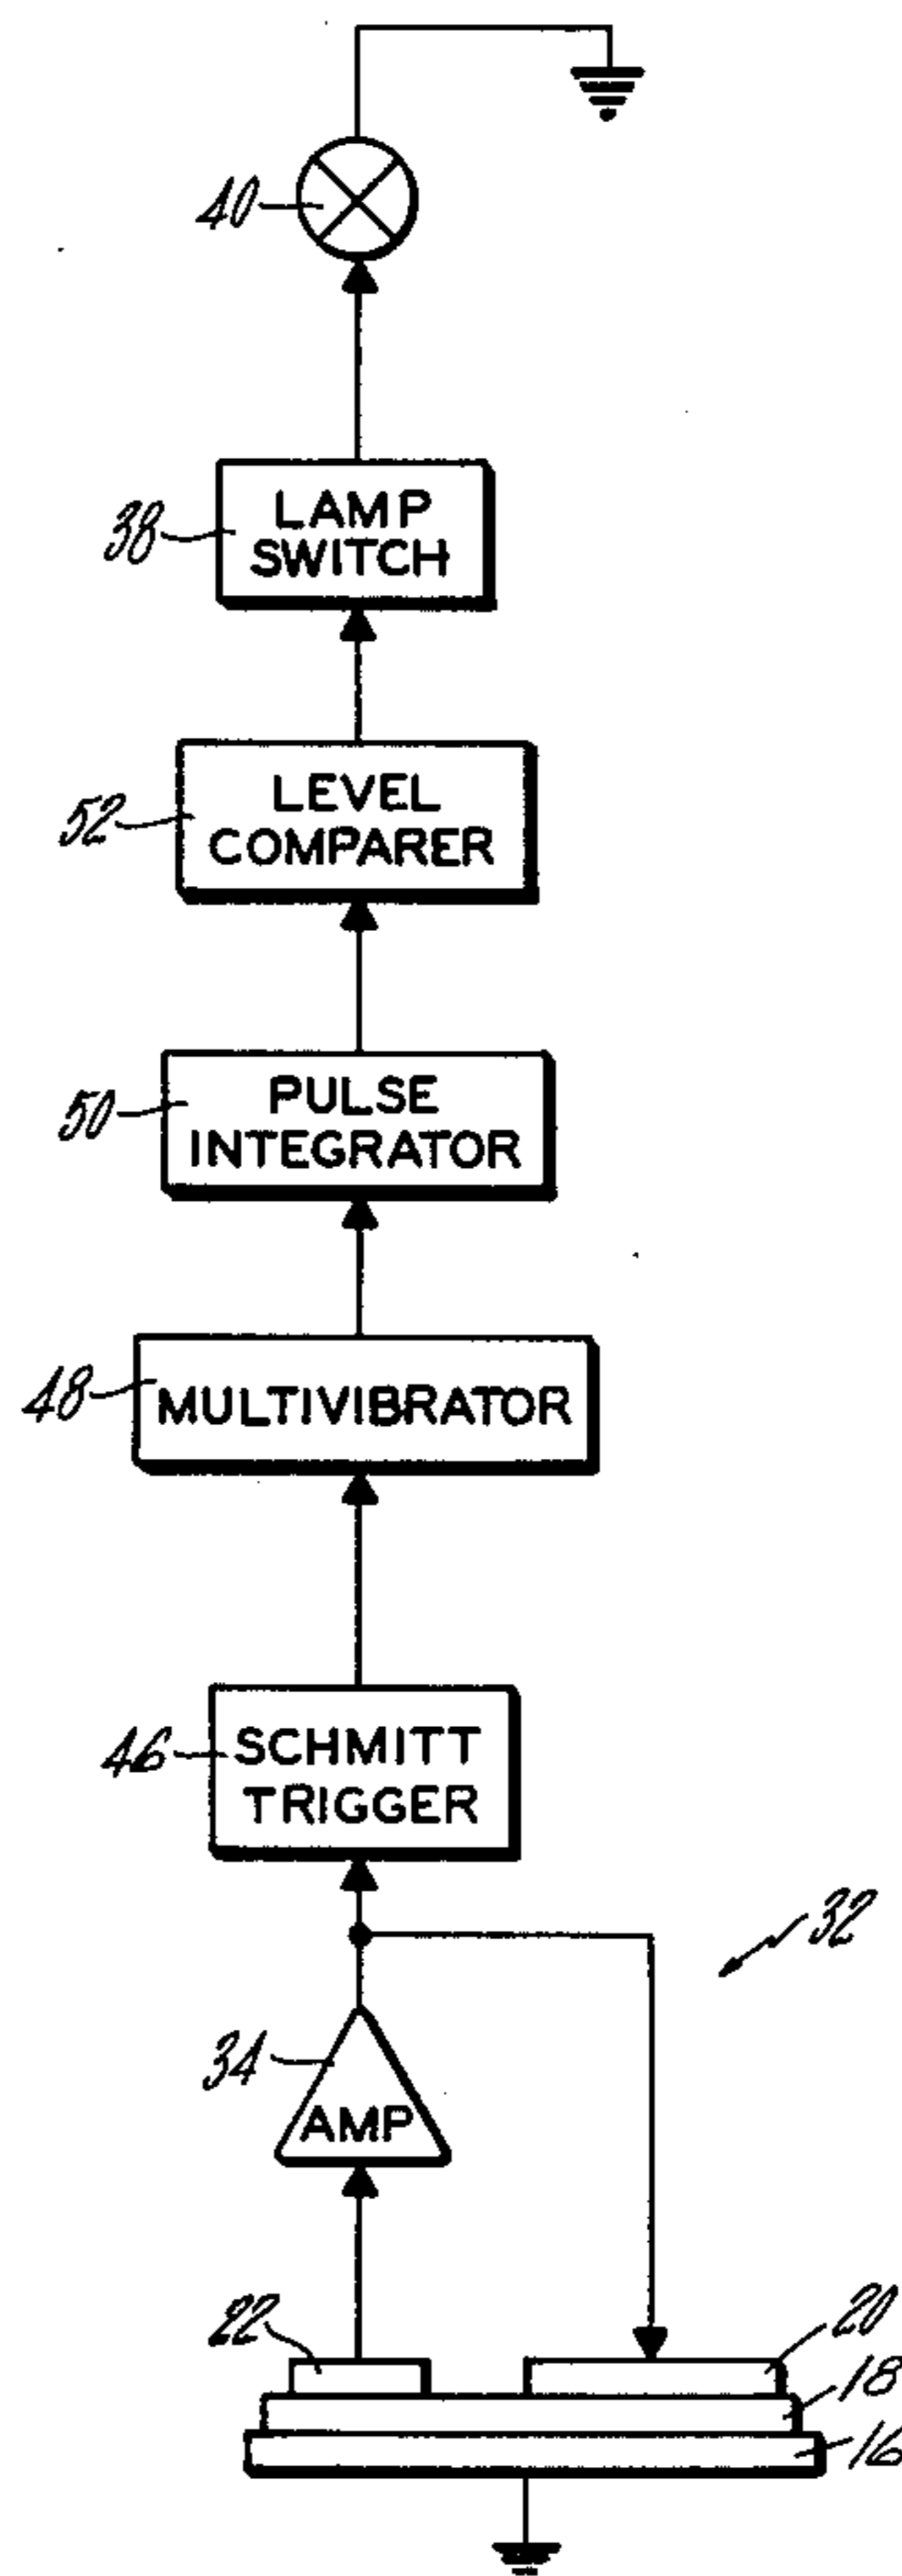 40
38
LAMP
SWITCH
52
LEVEL
COMPARER
50
PULSE
INTEGRATOR
48
MULTIVIBRATOR
46
SCHMITT
TRIGGER
32
34
AMP
22
20
18
16